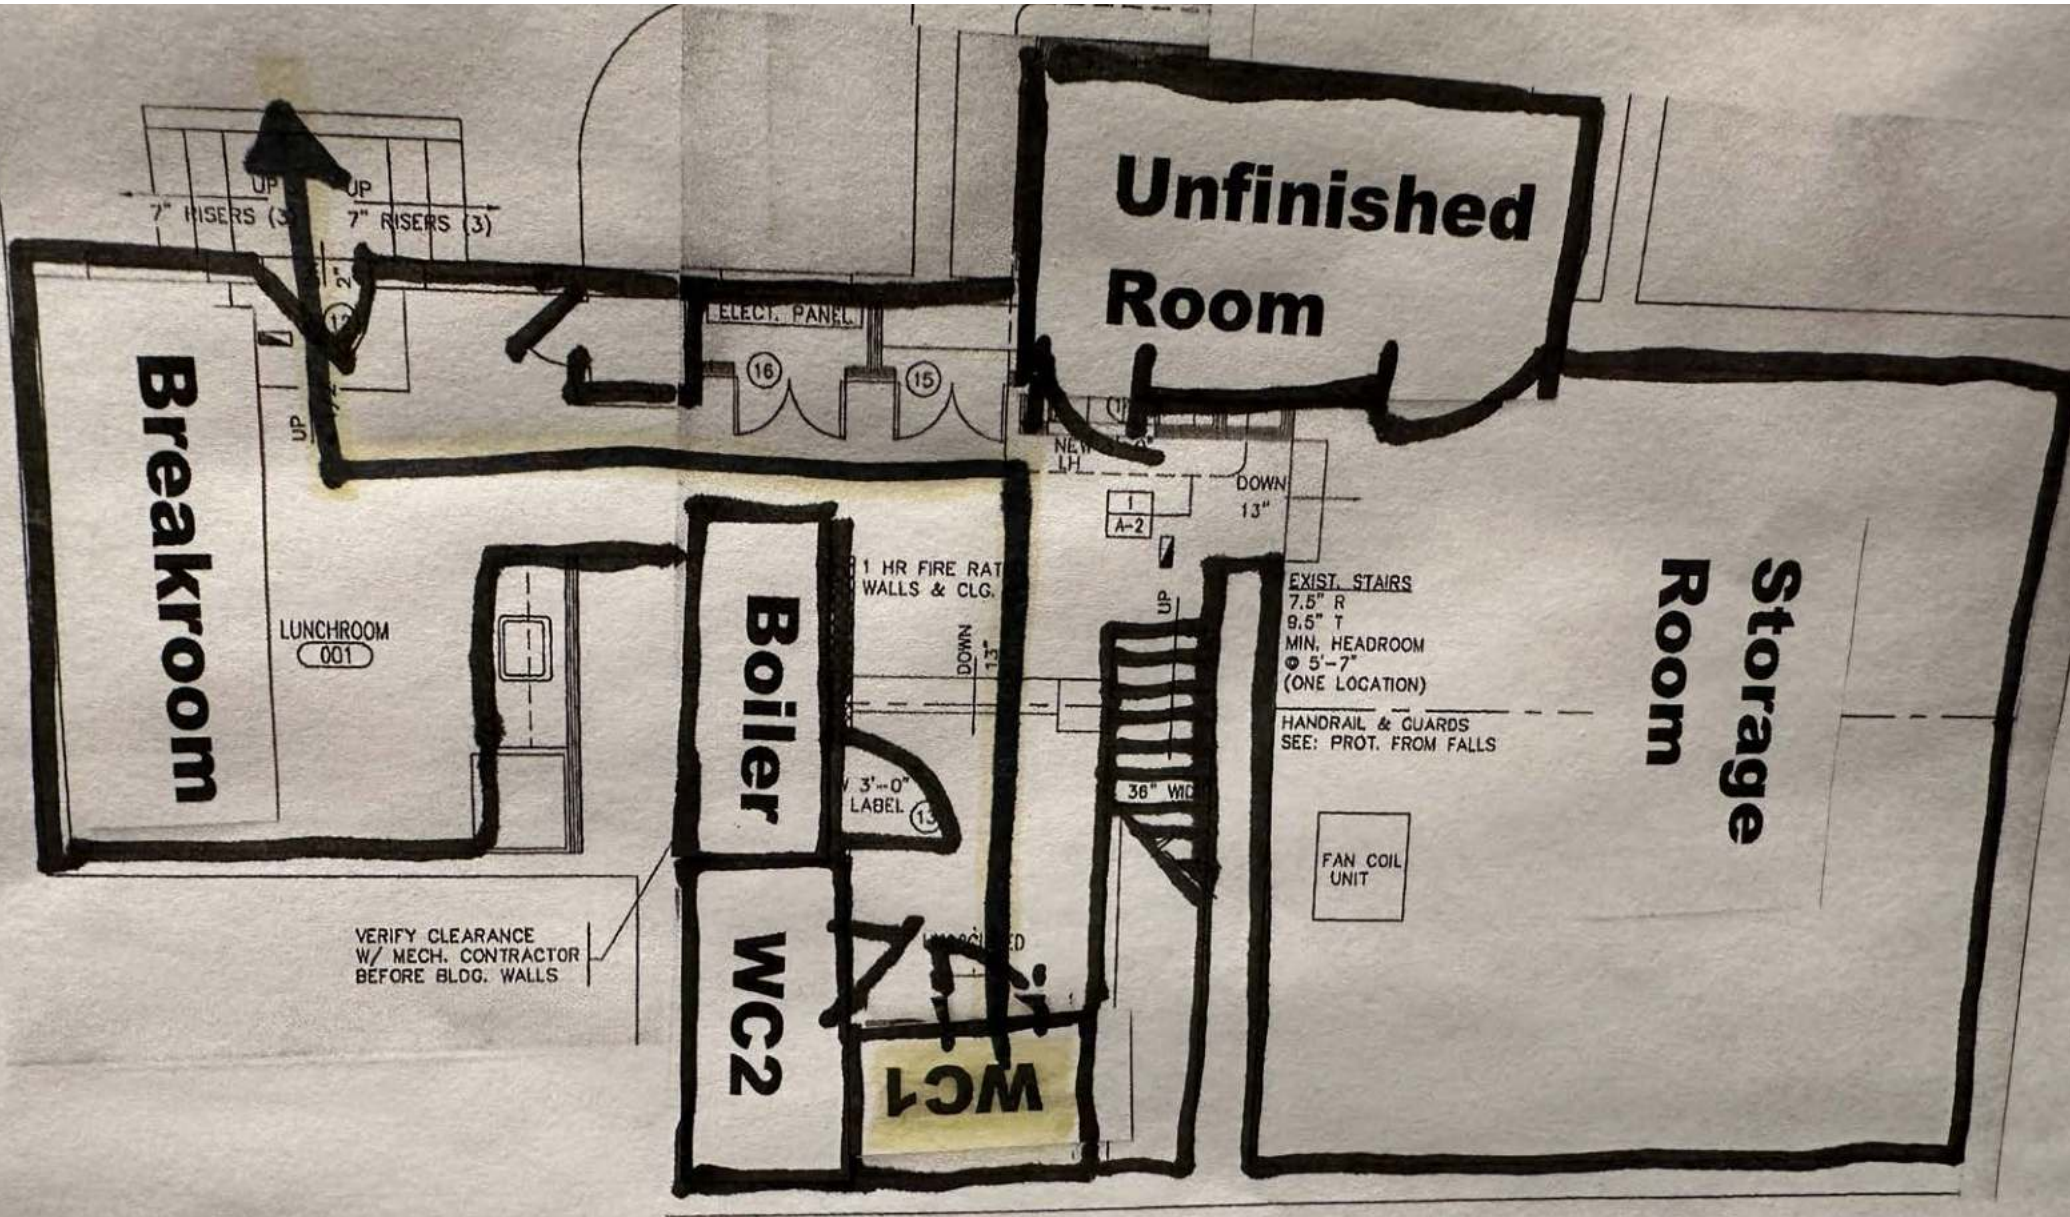 UP
UP
7" RISERS (3)
7" RISERS (3)
2"
12
UP
ELECT. PANEL
16
15
Unfinished
Room
NEW
LH
DOWN
13"
1
A-2
UP
Breakroom
LUNCHROOM
001
Boiler
1 HR FIRE RAT
WALLS & CLG.
DOWN
13"
EXIST. STAIRS
7.5" R
9.5" T
MIN. HEADROOM
@ 5'-7"
(ONE LOCATION)
HANDRAIL & GUARDS
SEE: PROT. FROM FALLS
Storage
Room
3'-0"
LABEL
13
36" WID
FAN COIL
UNIT
VERIFY CLEARANCE
W/ MECH. CONTRACTOR
BEFORE BLDG. WALLS
WC2
WC1